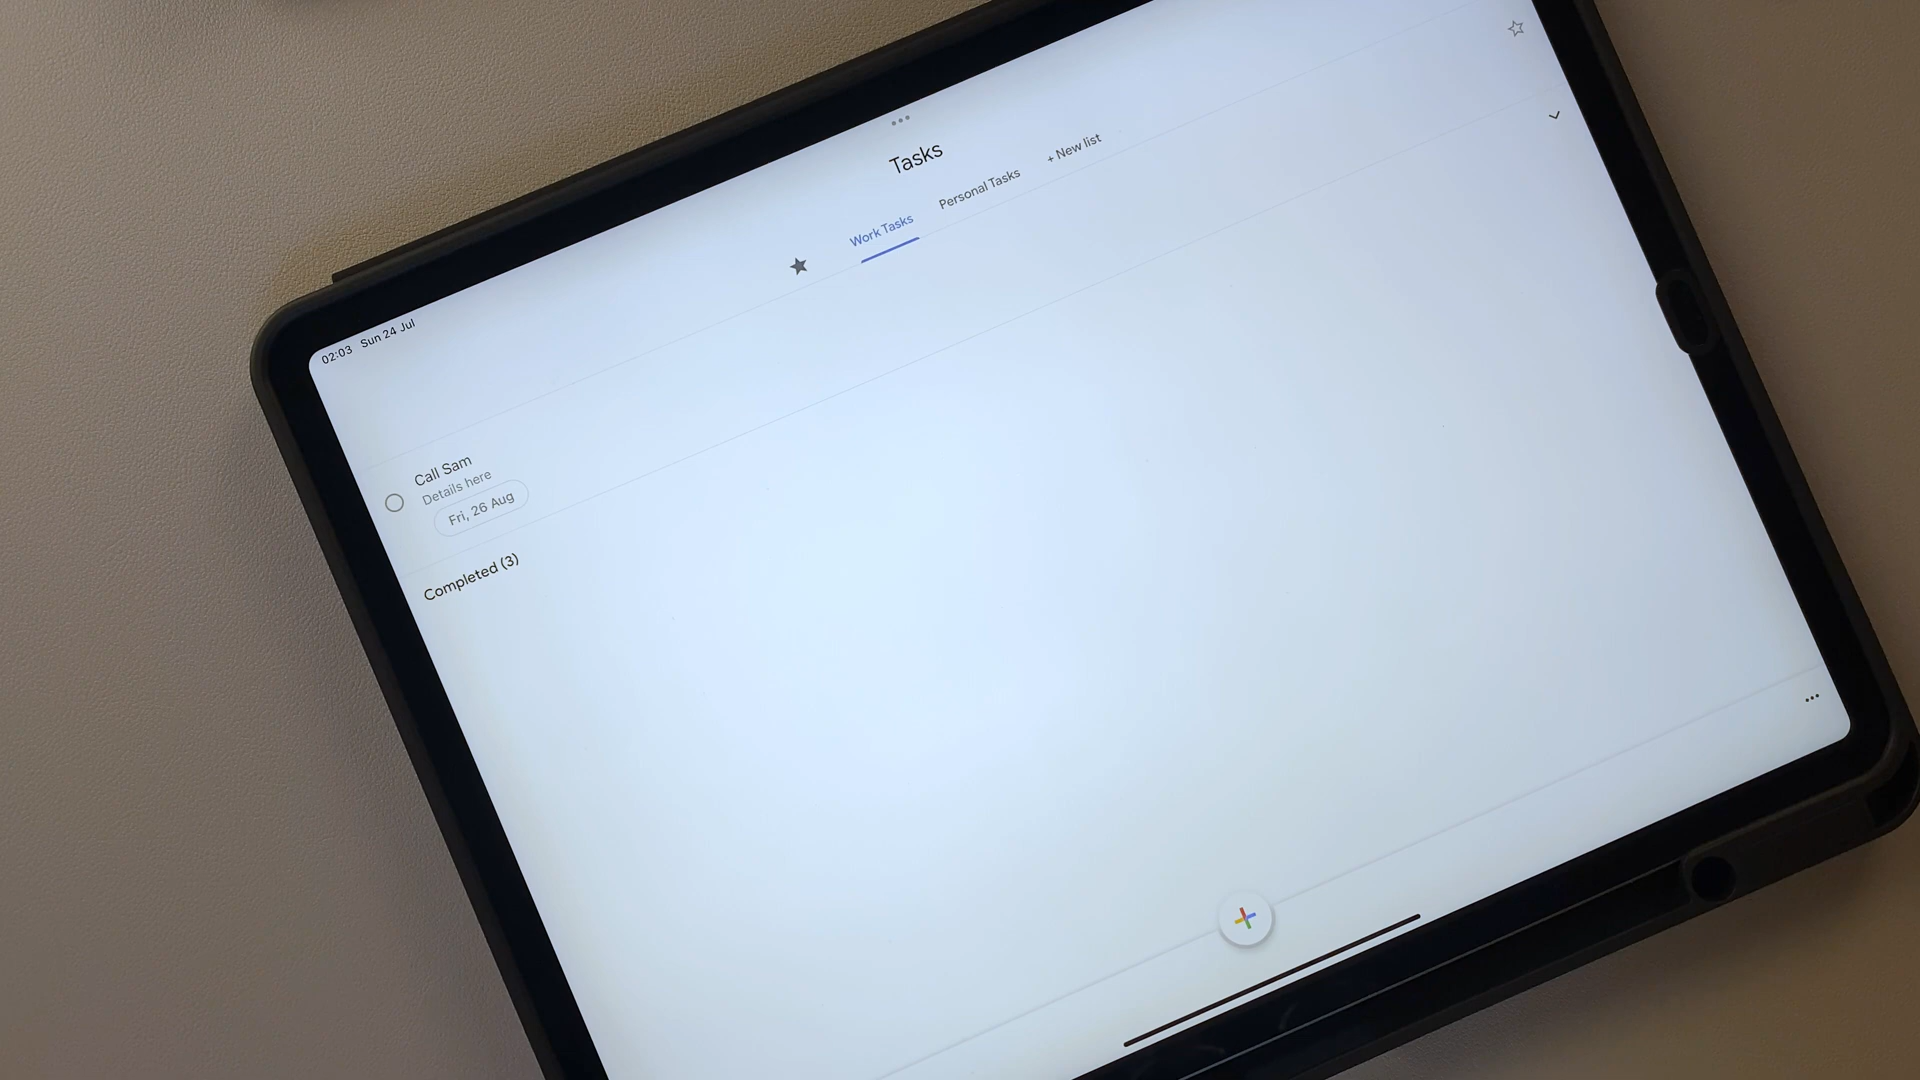 02:03 Sun 24 Jul
Tasks
Work Tasks Personal Tasks + New list
Call Sam
Details here
Fri, 26 Aug
Completed (3)